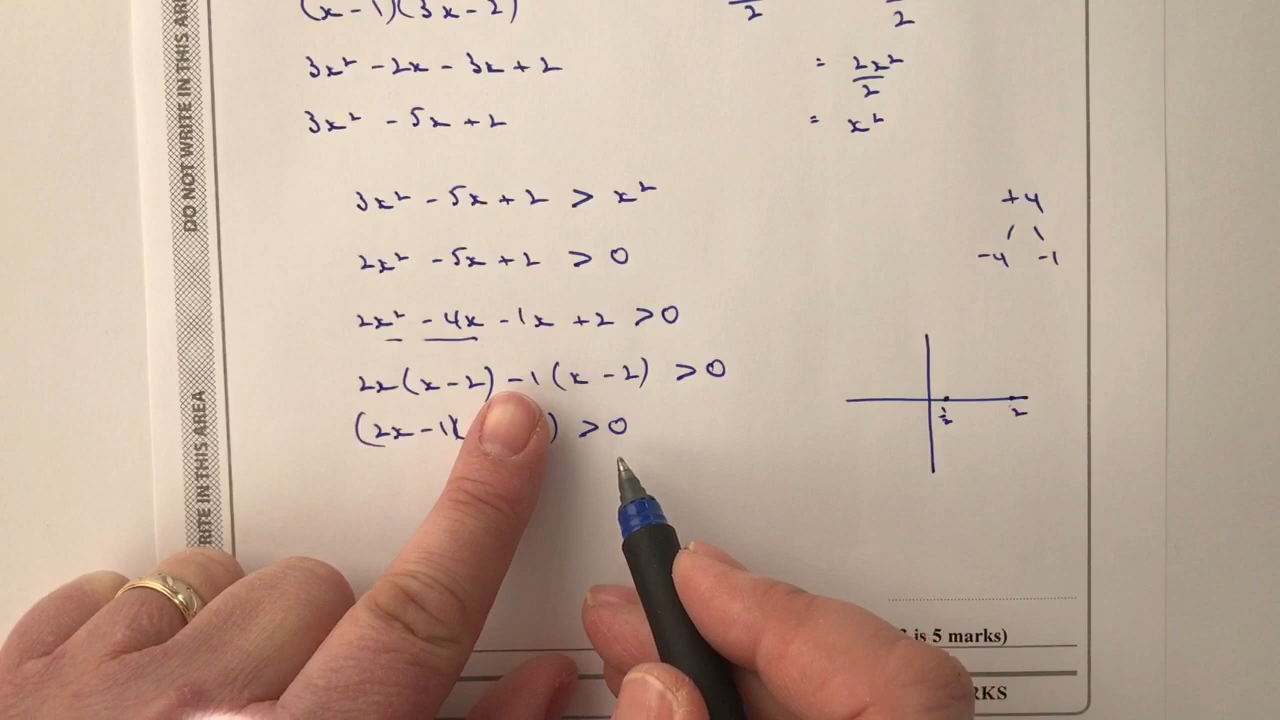 (x - 1)(3x - 2)
2
2
3x² - 2x - 3x + 2
= 2x²
2
3x² - 5x + 2
= x²
3x² - 5x + 2 > x²
2x² - 5x + 2 > 0
2x² - 4x - 1x + 2 > 0
2x(x - 2) - 1(x - 2) > 0
(2x - 1)( ) > 0
+4
-4 -1
1/2 2
DO NOT WRITE IN THIS AREA
RITE IN THIS AREA
is 5 marks)
RKS